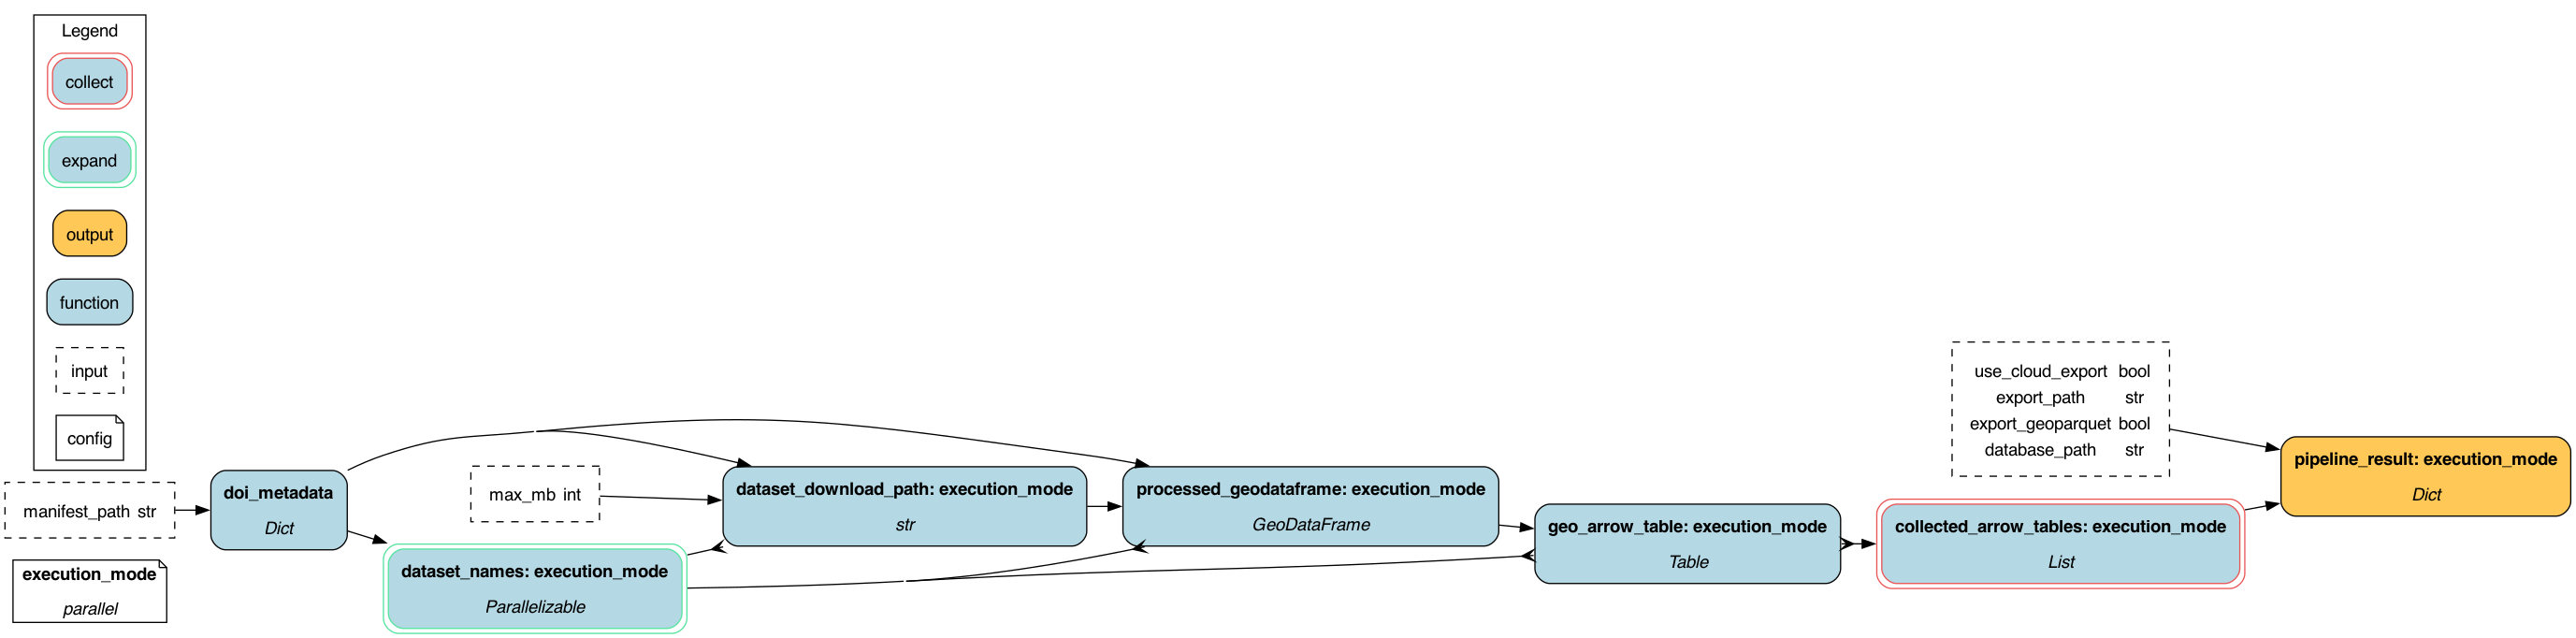 Legend
collect
expand
output
function
input
config
manifest_path str
execution_mode
parallel
doi_metadata
Dict
max_mb int
dataset_names: execution_mode
Parallelizable
dataset_download_path: execution_mode
str
processed_geodataframe: execution_mode
GeoDataFrame
geo_arrow_table: execution_mode
Table
use_cloud_export bool
export_path str
export_geoparquet bool
database_path str
collected_arrow_tables: execution_mode
List
pipeline_result: execution_mode
Dict